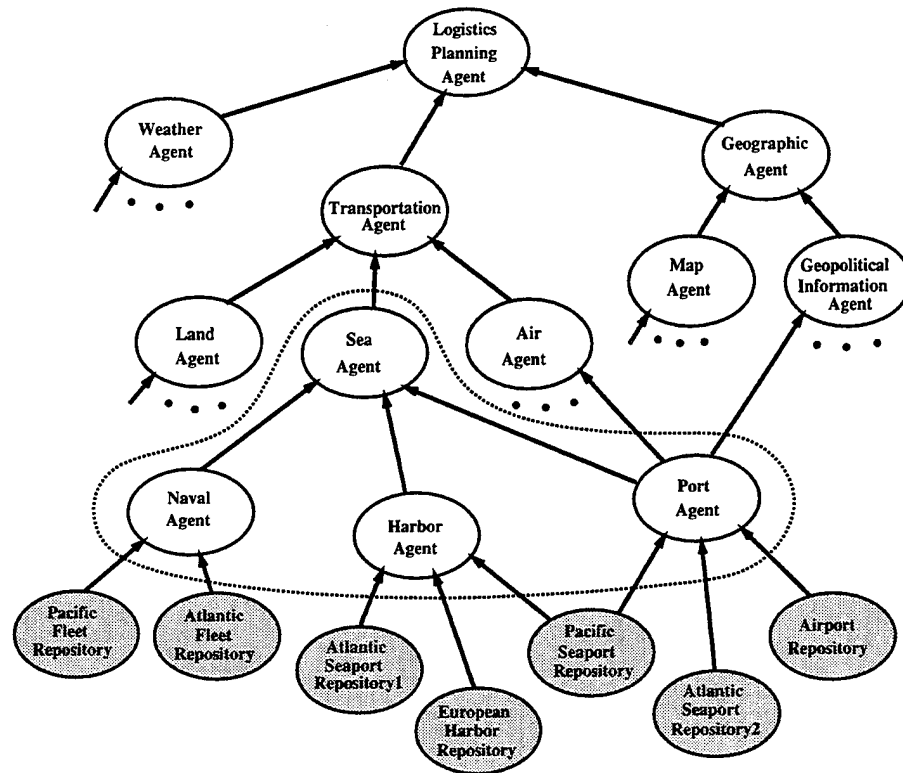 Logistics
Planning
Agent
Weather
Agent
Geographic
Agent
Transportation
Agent
Map
Agent
Geopolitical
Information
Agent
Land
Agent
Sea
Agent
Air
Agent
Naval
Agent
Harbor
Agent
Port
Agent
Pacific
Fleet
Repository
Atlantic
Fleet
Repository
Atlantic
Seaport
Repository1
European
Harbor
Repository
Pacific
Seaport
Repository
Atlantic
Seaport
Repository2
Airport
Repository